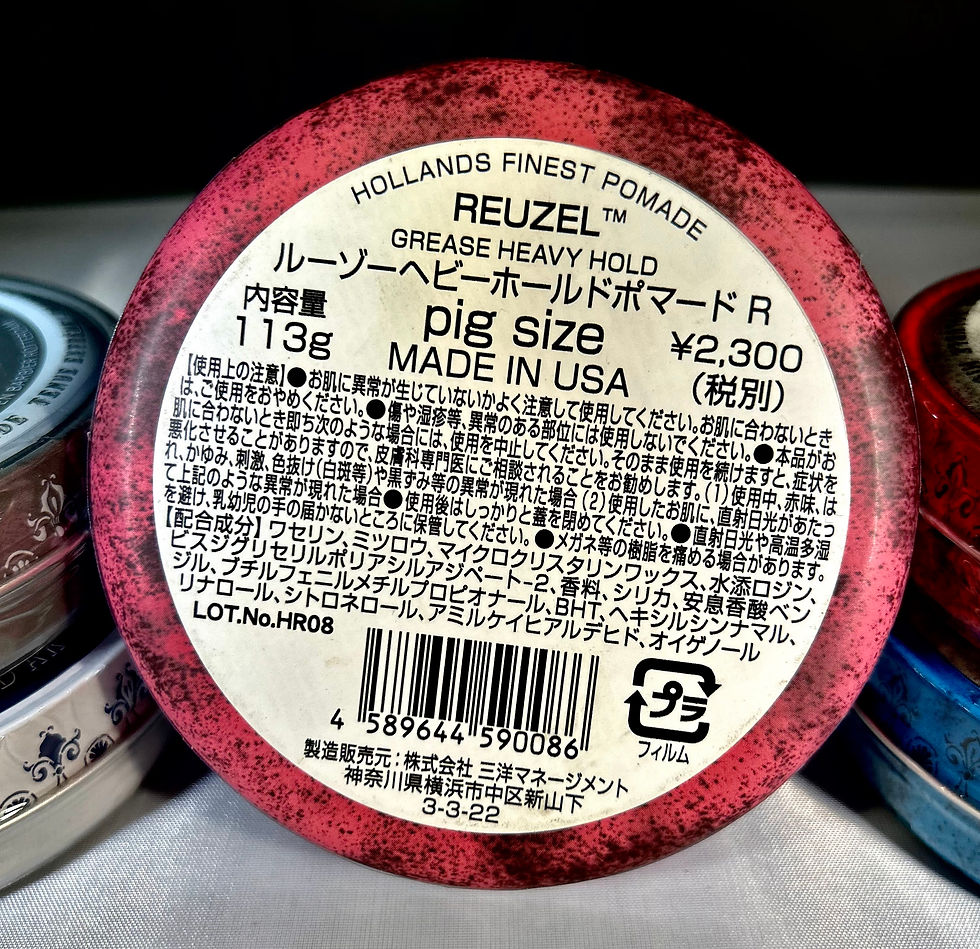 HOLLANDS FINEST POMADE
REUZEL™
GREASE HEAVY HOLD
ルーゾーヘビーホールドポマード R
内容量
113g
pig size
¥2,300
MADE IN USA
(税別)
【使用上の注意】●お肌に異常が生じていないかよく注意して使用してください。お肌に合わないとき
は、ご使用をおやめください。●傷や湿疹等、異常のある部位には使用しないでください。●本品がお
肌に合わないとき即ち次のような場合には、使用を中止してください。そのまま使用を続けますと、症状を
悪化させることがありますので、皮膚科専門医にご相談されることをお勧めします。(1)使用中、赤味、は
れ、かゆみ、刺激、色抜け(白斑等)や黒ずみ等の異常が現れた場合(2)使用したお肌に、直射日光があたっ
て上記のような異常が現れた場合●使用後はしっかりと蓋を閉めてください。●直射日光や高温多湿
を避け、乳幼児の手の届かないところに保管してください。●メガネ等の樹脂を痛める場合があります。
【配合成分】ワセリン、ミツロウ、マイクロクリスタリンワックス、水添ロジン、
ビスジグリセリルポリアシルアジペート-2、香料、シリカ、安息香酸ベン
ジル、ブチルフェニルメチルプロピオナール、BHT、ヘキシルシンナマル、
リナロール、シトロネロール、アミルケイヒアルデヒド、オイゲノール
LOT.No.HR08
4 589644 590086
プラ
フィルム
製造販売元:株式会社 三洋マネージメント
神奈川県横浜市中区新山下
3-3-22